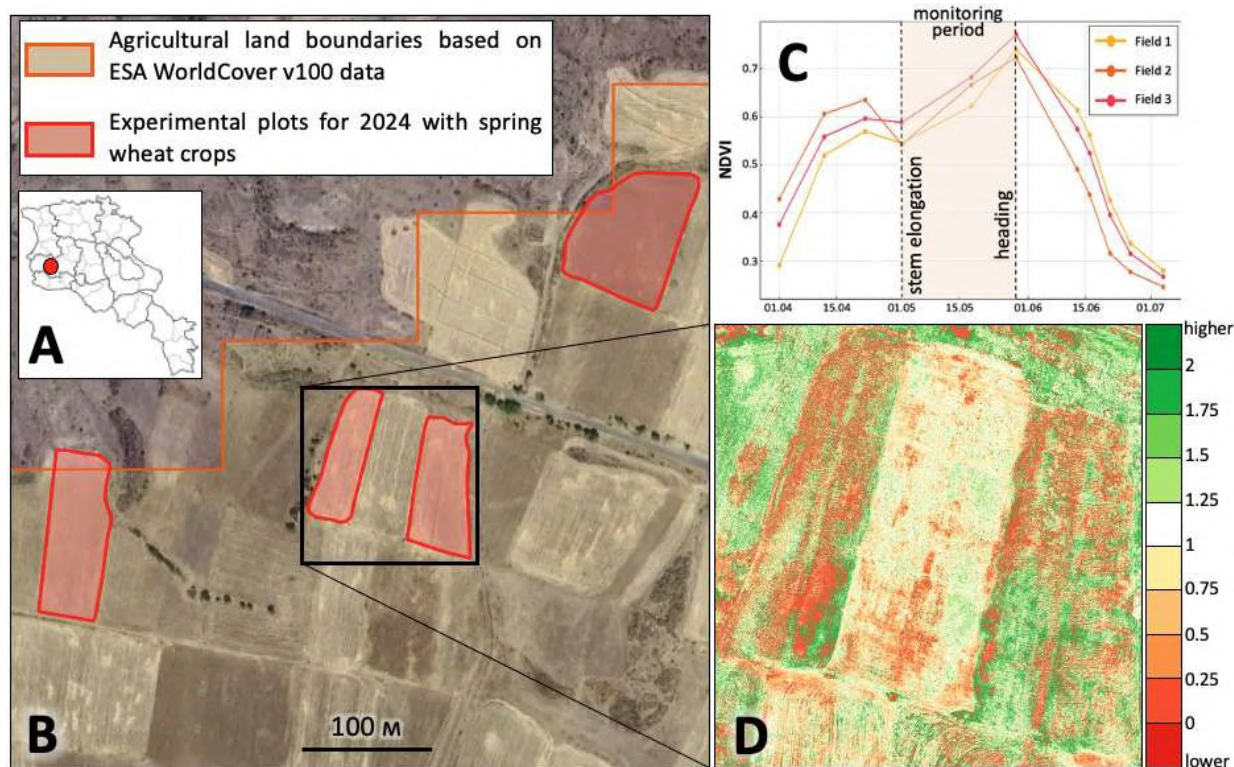 Agricultural land boundaries based on
ESA WorldCover v100 data
Experimental plots for 2024 with spring
wheat crops
A
B
100 м
monitoring
period
C
Field 1
Field 2
Field 3
NDVI
0.7
0.6
0.5
0.4
0.3
stem elongation
heading
01.04
15.04
01.05
15.05
01.06
15.06
01.07
D
higher
2
1.75
1.5
1.25
1
0.75
0.5
0.25
0
lower